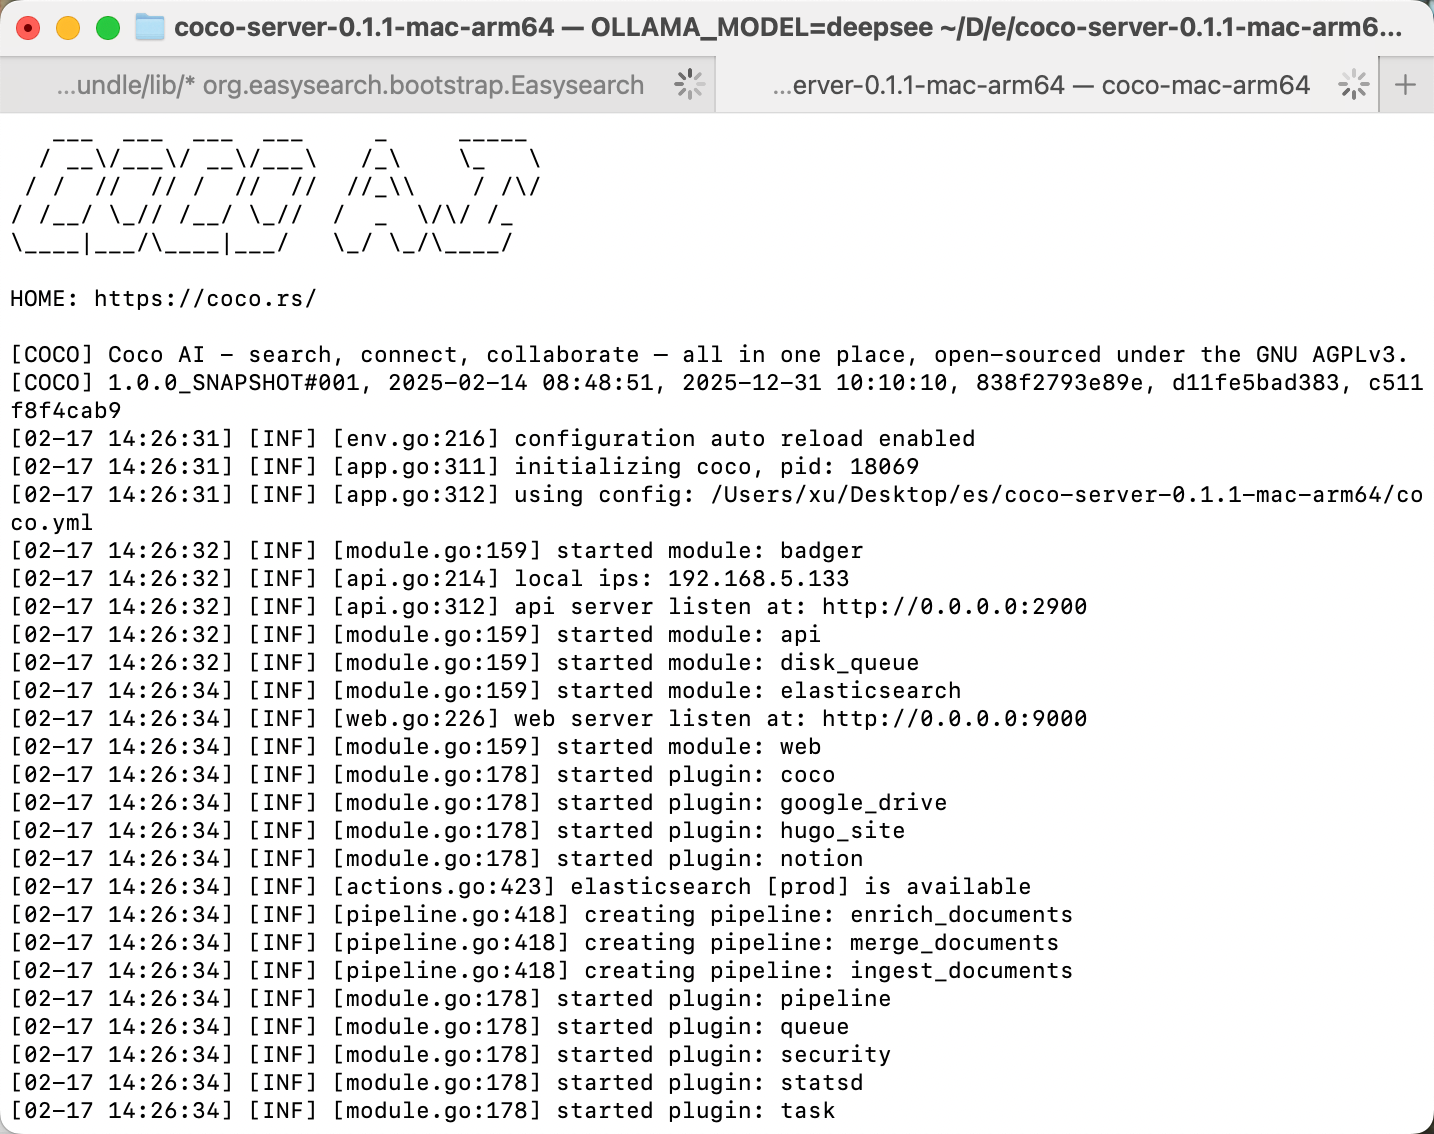 coco-server-0.1.1-mac-arm64 — OLLAMA_MODEL=deepsee ~/D/e/coco-server-0.1.1-mac-arm6...
...undle/lib/* org.easysearch.bootstrap.Easysearch
...erver-0.1.1-mac-arm64 — coco-mac-arm64
+
   ___  ___  ___  ___     _     _____
  / __\/___\/ __\/___\   /_\    \_   \
 / /  //  // /  //  //  //_\\    / /\/
/ /__/ \_// /__/ \_//  /  _  \/\/ /_
\____|___/\____|___/   \_/ \_/\____/
HOME: https://coco.rs/
[COCO] Coco AI - search, connect, collaborate – all in one place, open-sourced under the GNU AGPLv3.
[COCO] 1.0.0_SNAPSHOT#001, 2025-02-14 08:48:51, 2025-12-31 10:10:10, 838f2793e89e, d11fe5bad383, c511
f8f4cab9
[02-17 14:26:31] [INF] [env.go:216] configuration auto reload enabled
[02-17 14:26:31] [INF] [app.go:311] initializing coco, pid: 18069
[02-17 14:26:31] [INF] [app.go:312] using config: /Users/xu/Desktop/es/coco-server-0.1.1-mac-arm64/co
co.yml
[02-17 14:26:32] [INF] [module.go:159] started module: badger
[02-17 14:26:32] [INF] [api.go:214] local ips: 192.168.5.133
[02-17 14:26:32] [INF] [api.go:312] api server listen at: http://0.0.0.0:2900
[02-17 14:26:32] [INF] [module.go:159] started module: api
[02-17 14:26:32] [INF] [module.go:159] started module: disk_queue
[02-17 14:26:34] [INF] [module.go:159] started module: elasticsearch
[02-17 14:26:34] [INF] [web.go:226] web server listen at: http://0.0.0.0:9000
[02-17 14:26:34] [INF] [module.go:159] started module: web
[02-17 14:26:34] [INF] [module.go:178] started plugin: coco
[02-17 14:26:34] [INF] [module.go:178] started plugin: google_drive
[02-17 14:26:34] [INF] [module.go:178] started plugin: hugo_site
[02-17 14:26:34] [INF] [module.go:178] started plugin: notion
[02-17 14:26:34] [INF] [actions.go:423] elasticsearch [prod] is available
[02-17 14:26:34] [INF] [pipeline.go:418] creating pipeline: enrich_documents
[02-17 14:26:34] [INF] [pipeline.go:418] creating pipeline: merge_documents
[02-17 14:26:34] [INF] [pipeline.go:418] creating pipeline: ingest_documents
[02-17 14:26:34] [INF] [module.go:178] started plugin: pipeline
[02-17 14:26:34] [INF] [module.go:178] started plugin: queue
[02-17 14:26:34] [INF] [module.go:178] started plugin: security
[02-17 14:26:34] [INF] [module.go:178] started plugin: statsd
[02-17 14:26:34] [INF] [module.go:178] started plugin: task